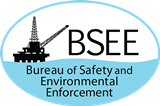 BSEE
Bureau of Safety and
Environmental
Enforcement